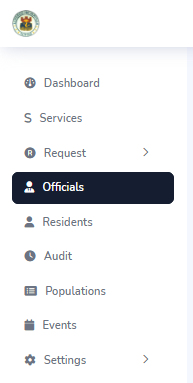 Dashboard
S Services
R Request
Officials
Residents
Audit
Populations
Events
Settings